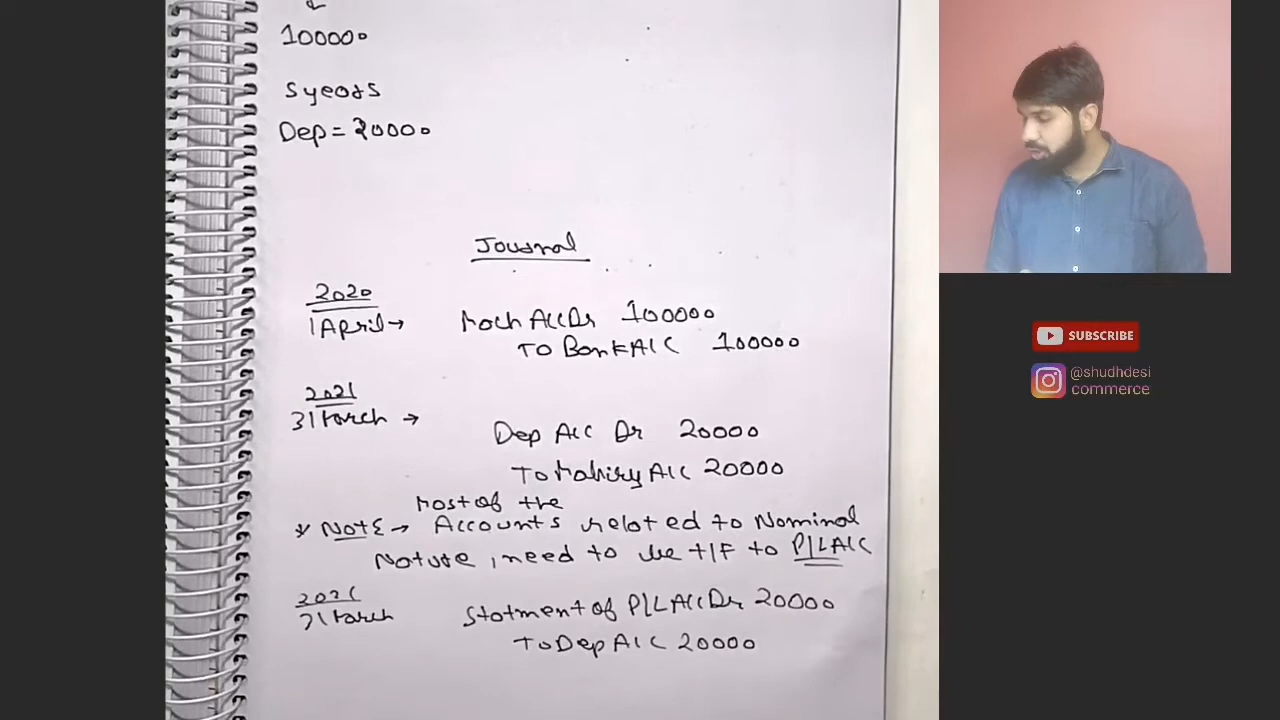 100000
5 years
Dep = 20000
Journal
2020
1 April → Mach A/c Dr 100000
To Bank A/c 100000
2021
31 March →
Dep A/c Dr 20000
To A/c 20000
Most of the
* Note → Accounts related to Nominal
Nature, need to be t/f to P/L A/c
2021
31 March Statment of P/L A/c Dr 20000
To Dep A/c 20000
SUBSCRIBE
@shudhdesi
commerce